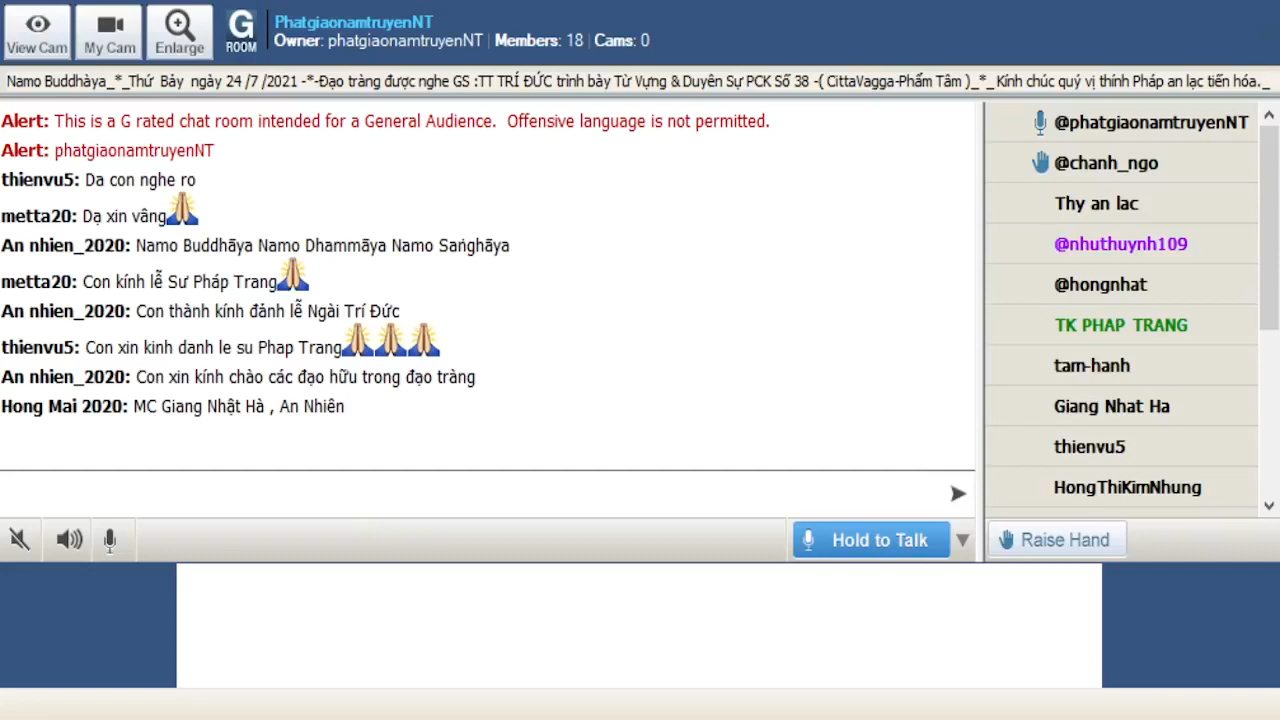 View Cam
My Cam
Enlarge
G
ROOM
PhatgiaonamtruyenNT
Owner: phatgiaonamtruyenNT | Members: 18 | Cams: 0
Namo Buddhàya_*_Thứ Bảy ngày 24 /7 /2021 -*-Đạo tràng được nghe GS :TT TRÍ ĐỨC trình bày Từ Vựng & Duyên Sự PCK Số 38 -( CittaVagga-Phẩm Tâm )_*_Kính chúc quý vị thính Pháp an lạc tiến hóa._
Alert: This is a G rated chat room intended for a General Audience. Offensive language is not permitted.
Alert: phatgiaonamtruyenNT
thienvu5: Da con nghe ro
metta20: Dạ xin vâng
An nhien_2020: Namo Buddhāya Namo Dhammāya Namo Saṅghāya
metta20: Con kính lễ Sư Pháp Trang
An nhien_2020: Con thành kính đảnh lễ Ngài Trí Đức
thienvu5: Con xin kinh danh le su Phap Trang
An nhien_2020: Con xin kính chào các đạo hữu trong đạo tràng
Hong Mai 2020: MC Giang Nhật Hà , An Nhiên
@phatgiaonamtruyenNT
@chanh_ngo
Thy an lac
@nhuthuynh109
@hongnhat
TK PHAP TRANG
tam-hanh
Giang Nhat Ha
thienvu5
HongThiKimNhung
Hold to Talk
Raise Hand